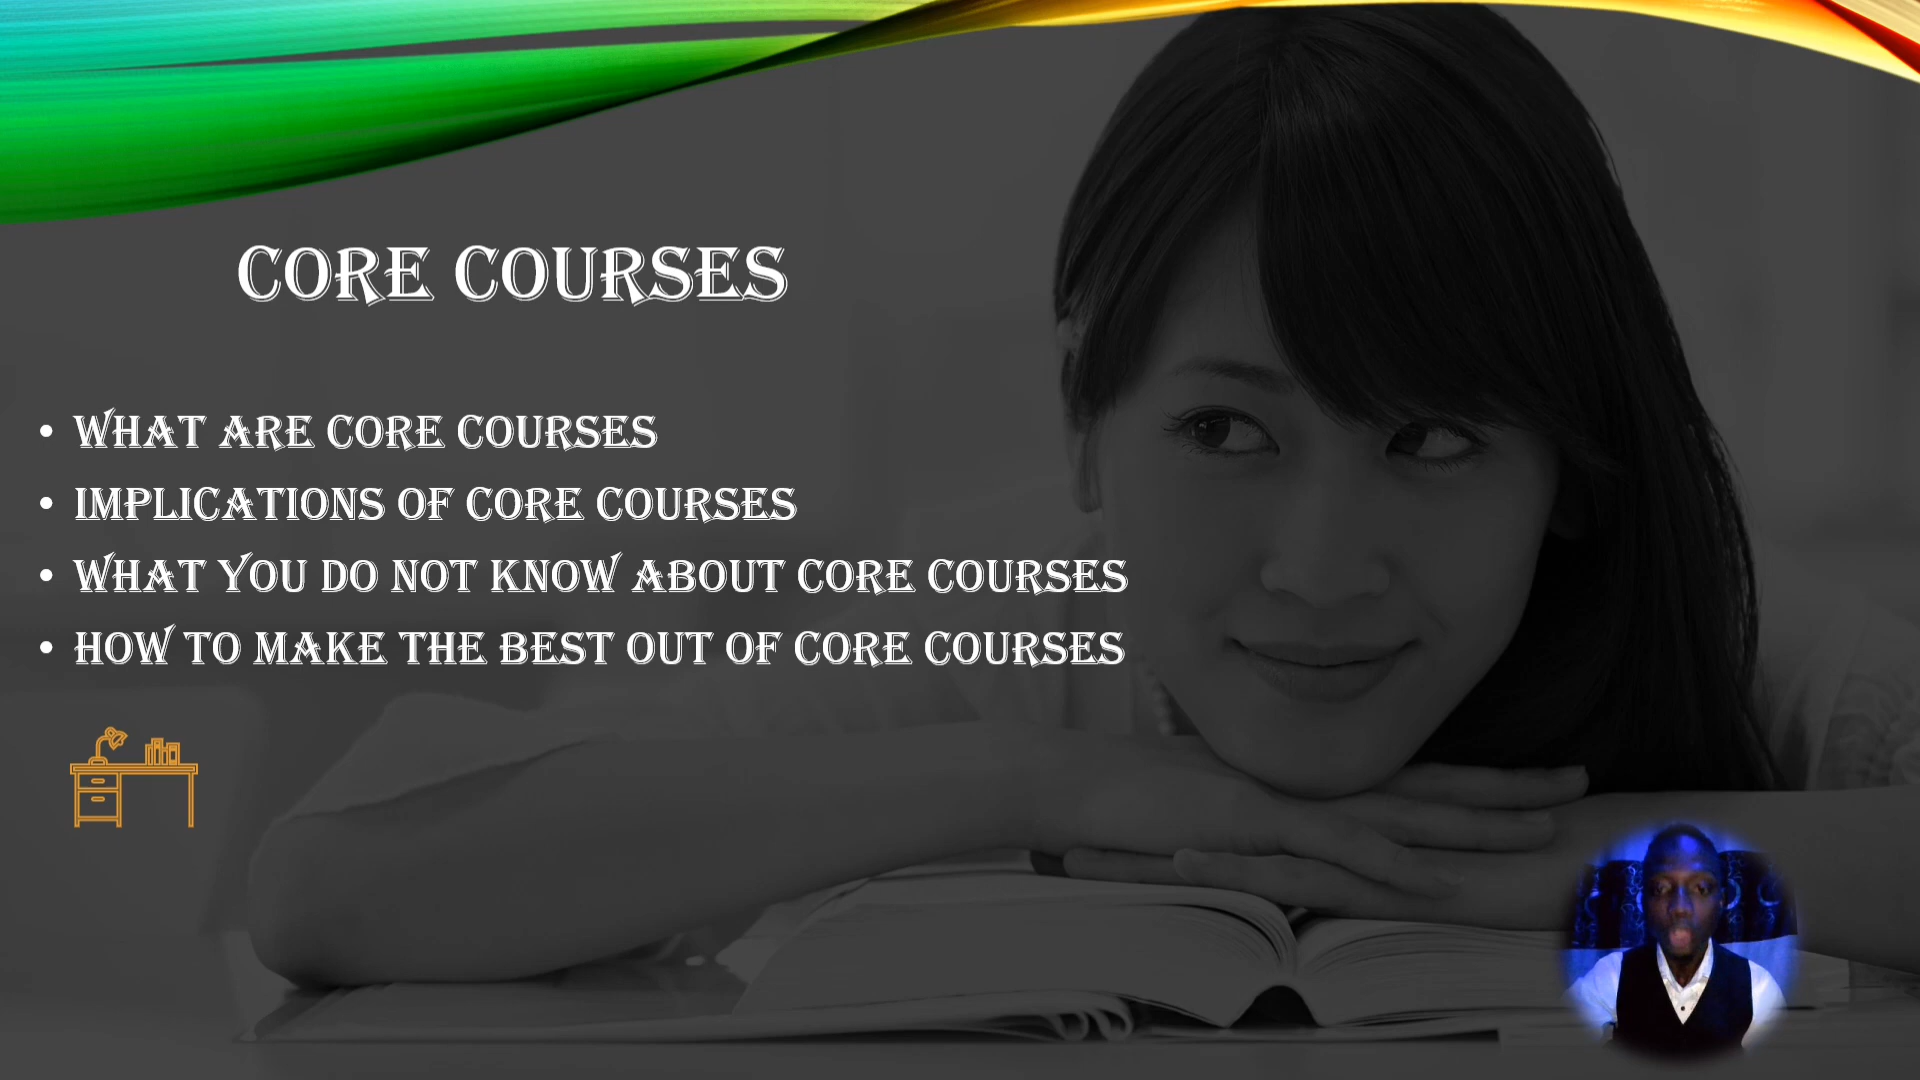 CORE COURSES
• WHAT ARE CORE COURSES
• IMPLICATIONS OF CORE COURSES
• WHAT YOU DO NOT KNOW ABOUT CORE COURSES
• HOW TO MAKE THE BEST OUT OF CORE COURSES